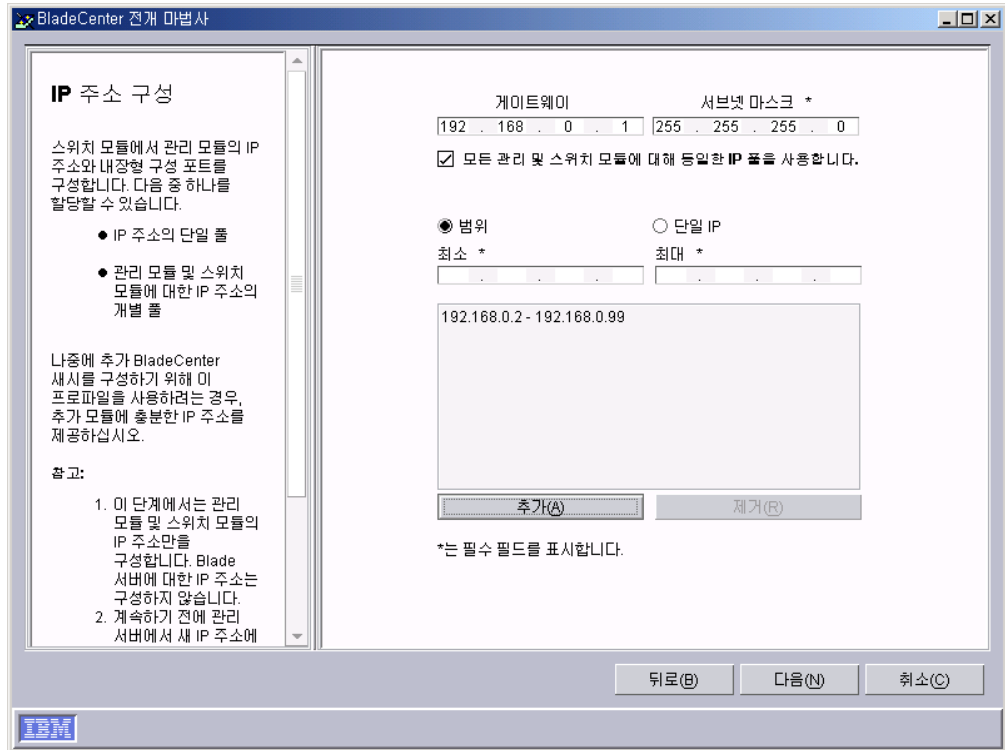 BladeCenter 전개 마법사
IP 주소 구성
스위치 모듈에서 관리 모듈의 IP
주소와 내장형 구성 포트를
구성합니다. 다음 중 하나를
할당할 수 있습니다.
● IP 주소의 단일 풀
● 관리 모듈 및 스위치
모듈에 대한 IP 주소의
개별 풀
나중에 추가 BladeCenter
섀시를 구성하기 위해 이
프로파일을 사용하려는 경우,
추가 모듈에 충분한 IP 주소를
제공하십시오.
참고:
1. 이 단계에서는 관리
모듈 및 스위치 모듈의
IP 주소만을
구성합니다. Blade
서버에 대한 IP 주소는
구성하지 않습니다.
2. 계속하기 전에 관리
서버에서 새 IP 주소에
게이트웨이 서브넷 마스크 *
192 . 168 . 0 . 1 255 . 255 . 255 . 0
모든 관리 및 스위치 모듈에 대해 동일한 IP 풀을 사용합니다.
범위 단일 IP
최소 * 최대 *
. . . . . .
192.168.0.2 - 192.168.0.99
추가(A) 제거(R)
*는 필수 필드를 표시합니다.
뒤로(B) 다음(N) 취소(C)
IBM